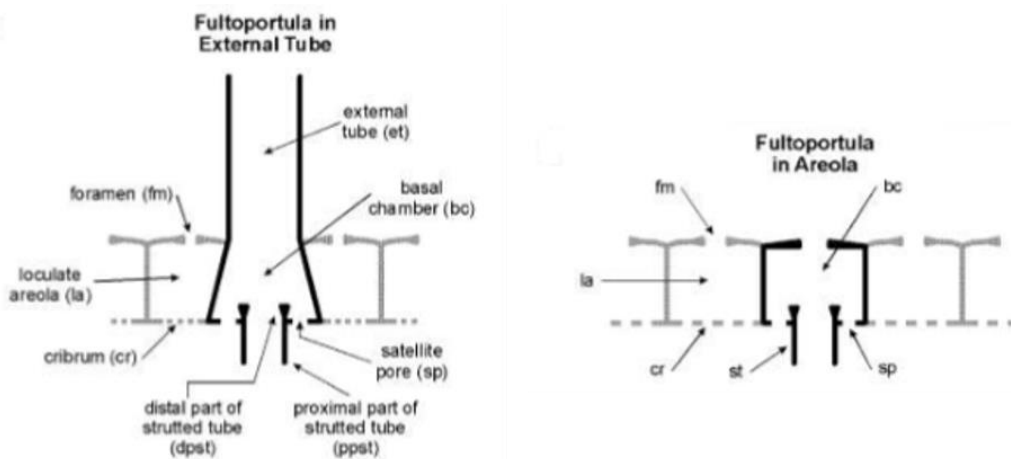 Fultoportula in
External Tube
external
tube (et)
foramen (fm)
basal
chamber (bc)
loculate
areola (la)
cribrum (cr)
satellite
pore (sp)
distal part of
strutted tube
(dpst)
proximal part of
strutted tube
(ppst)
Fultoportula
in Areola
fm
bc
la
cr
st
sp